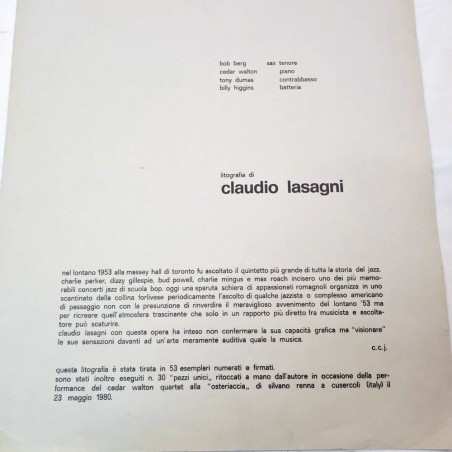 bob berg sax tenore
cedar walton piano
tony dumas contrabbasso
billy higgins batteria
litografia di
claudio lasagni
nel lontano 1953 alla massey hall di toronto fu ascoltato il quintetto più grande di tutta la storia del jazz.
charlie parker, dizzy gillespie, bud powell, charlie mingus e max roach incisero uno dei più memo-
rabili concerti jazz di scuola bop. oggi una sparuta schiera di appassionati romagnoli organizza in uno
scantinato della collina forlivese periodicamente l'ascolto di qualche jazzista o complesso americano
di passaggio non con la presunzione di rinverdire il meraviglioso avvenimento del lontano '53 ma
per ricreare quell'atmosfera trascinante che solo in un rapporto più diretto fra musicista e ascolta-
tore può scaturire.
claudio lasagni con questa opera ha inteso non confermare la sua capacità grafica ma "visionare"
le sue sensazioni davanti ad un'arte meramente auditiva quale la musica.
c.c.j.
questa litografia è stata tirata in 53 esemplari numerati e firmati.
sono stati inoltre eseguiti n. 30 "pezzi unici,, ritoccati a mano dall'autore in occasione della per-
formance del cedar walton quartet alla "osteriaccia,, di silvano renna a cusercoli (italy) il
23 maggio 1980.